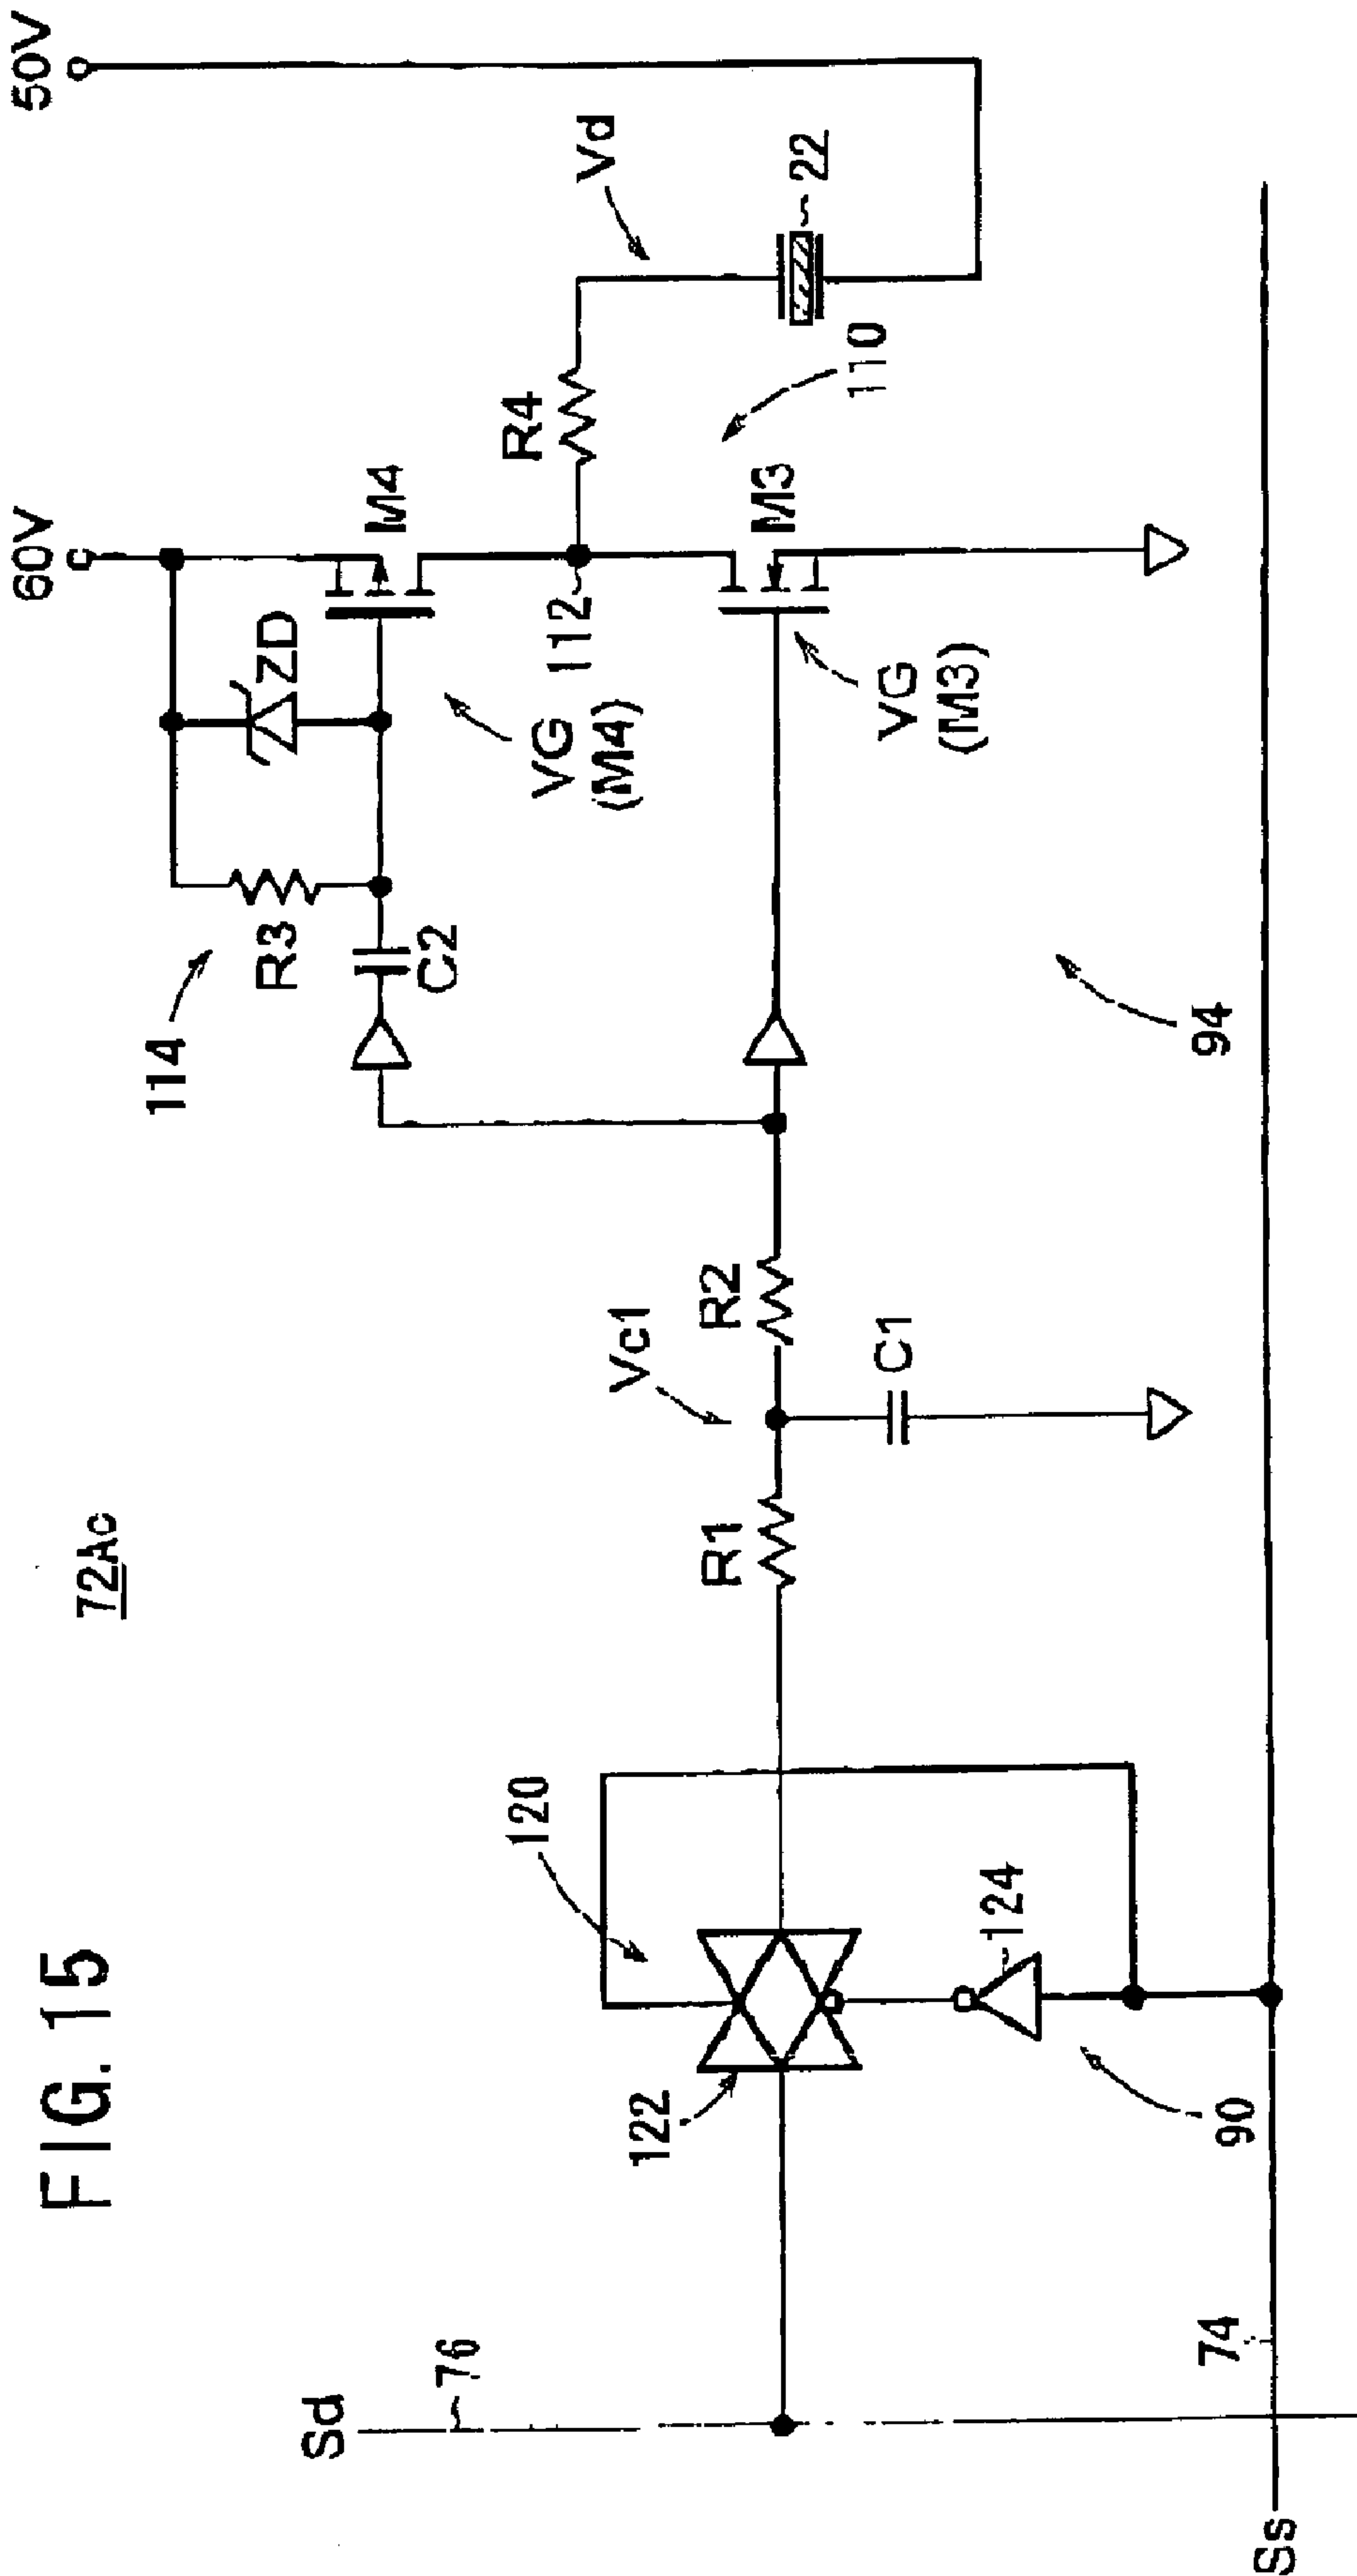 FIG. 15
72Ac
60V
50V
114
R3
ZD
M4
C2
VG
(M4)
112
R4
Vd
22
110
M3
VG
(M3)
94
Vc1
R1
R2
C1
120
122
124
90
Sd
76
74
Ss